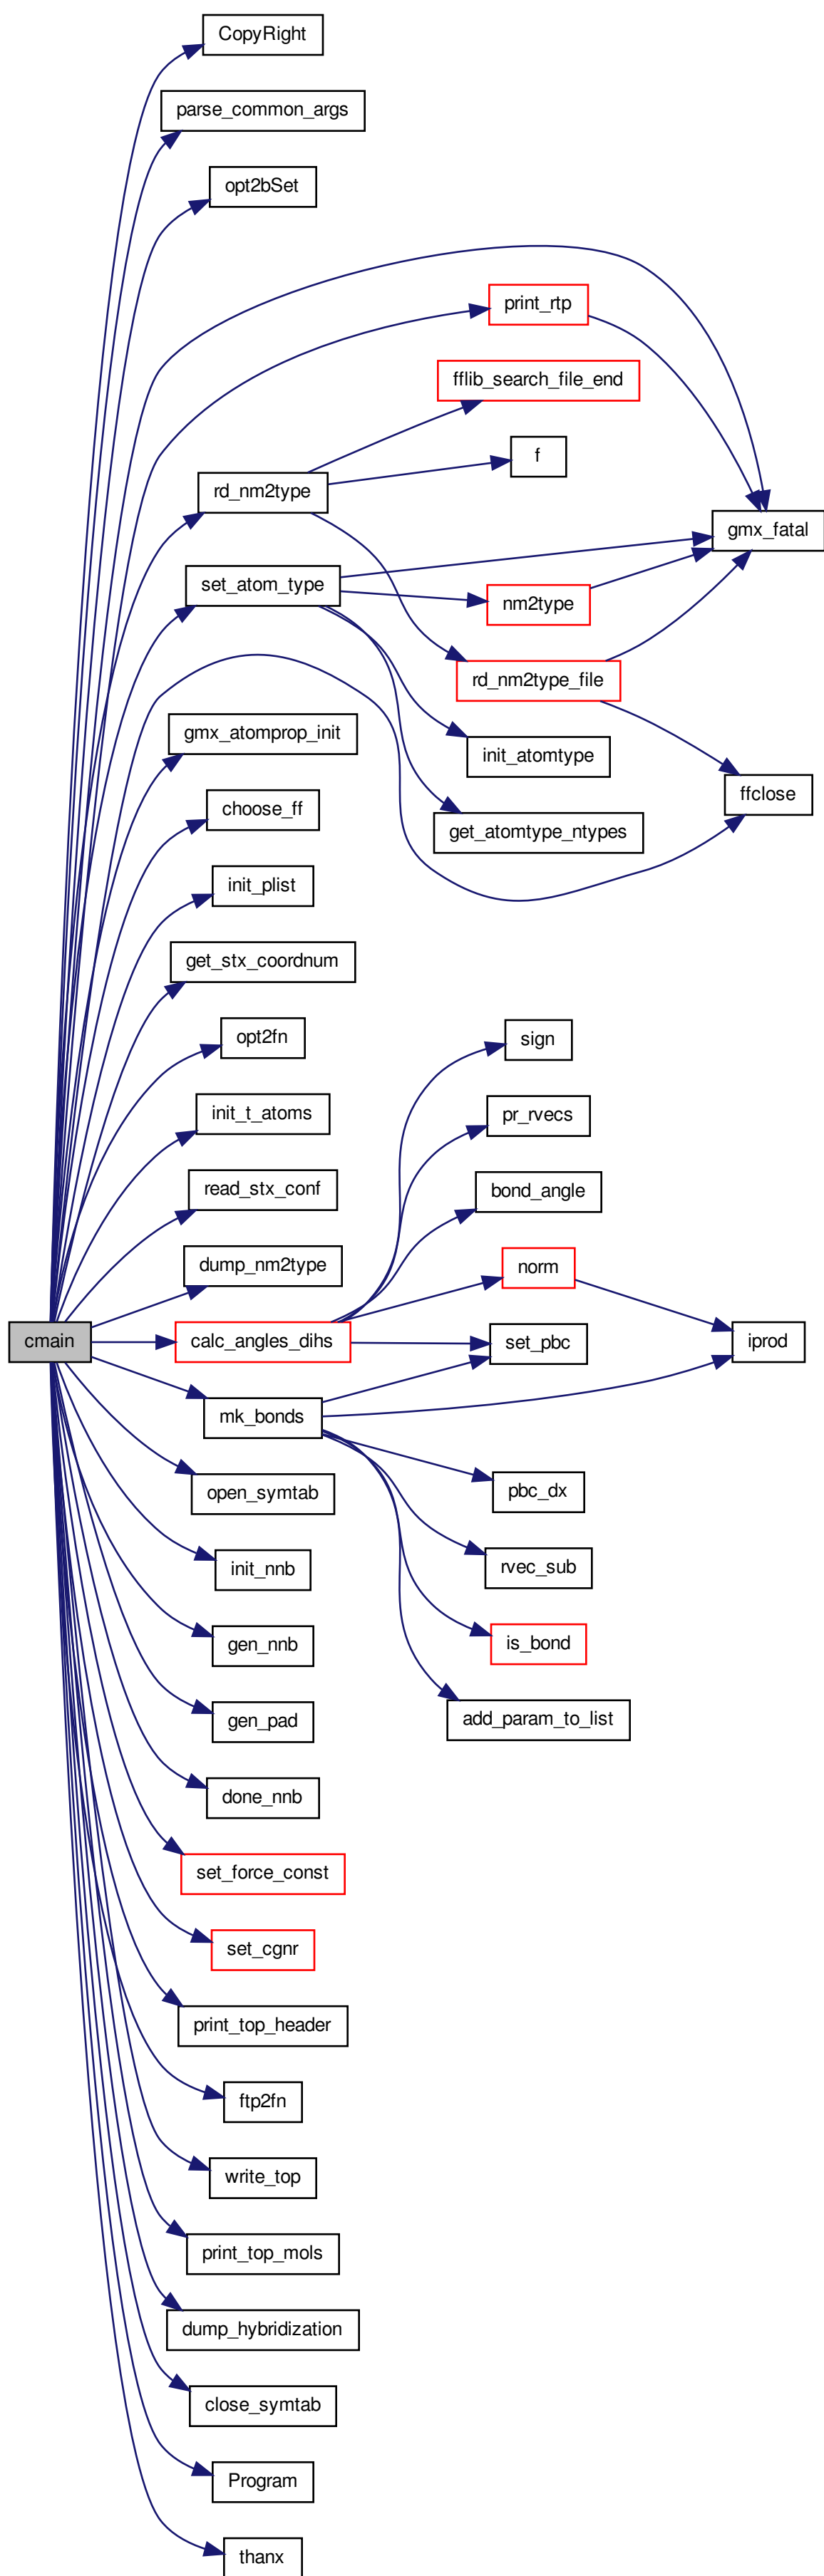 CopyRight
parse_common_args
opt2bSet
print_rtp
fflib_search_file_end
f
rd_nm2type
gmx_fatal
set_atom_type
nm2type
rd_nm2type_file
gmx_atomprop_init
init_atomtype
ffclose
choose_ff
get_atomtype_ntypes
init_plist
get_stx_coordnum
opt2fn
sign
init_t_atoms
pr_rvecs
read_stx_conf
bond_angle
dump_nm2type
norm
cmain
calc_angles_dihs
set_pbc
iprod
mk_bonds
open_symtab
pbc_dx
init_nnb
rvec_sub
gen_nnb
is_bond
gen_pad
add_param_to_list
done_nnb
set_force_const
set_cgnr
print_top_header
ftp2fn
write_top
print_top_mols
dump_hybridization
close_symtab
Program
thanx